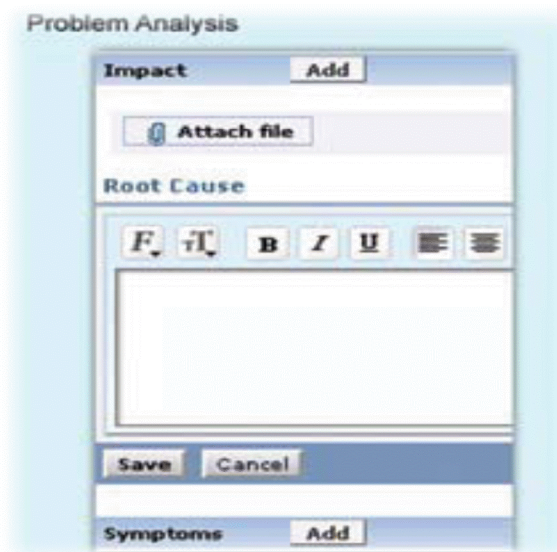 Problem Analysis
Impact Add
Attach file
Root Cause
F T B I U
Save Cancel
Symptoms Add